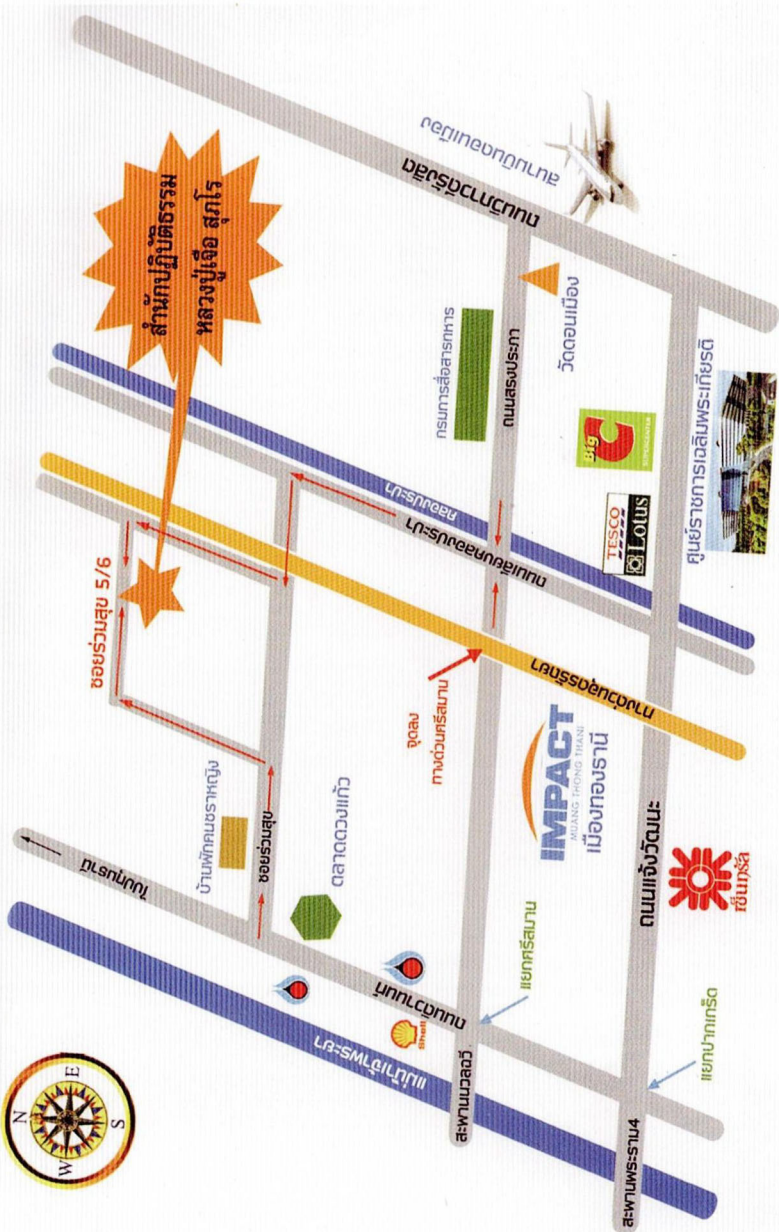 สำนักปฏิบัติธรรม
หลวงปู่เจือ สุภโร
ถนนวิภาวดีรังสิต
สนามบินดอนเมือง
กรมการสื่อสารทหาร
ถนนสรงประภา
วัดดอนเมือง
คลองประปา
ถนนเลียบคลองประปา
Big
C
SUPERCENTER
TESCO
Lotus
ศูนย์ราชการเฉลิมพระเกียรติ
ซอยร่วมสุข 5/6
ทางด่วนอุดรรัถยา
จุดลง
ทางด่วนศรีสมาน
บ้านพักคนชราหญิง
ซอยร่วมสุข
ตลาดดวงแก้ว
IMPACT
MUANG THONG THANI
เมืองทองธานี
ถนนแจ้งวัฒนะ
เซ็นทรัล
ไปปทุมธานี
ถนนติวานนท์
Shell
แม่น้ำเจ้าพระยา
แยกศรีสมาน
สะพานนวลฉวี
แยกปากเกร็ด
สะพานพระราม4
N
E
S
W